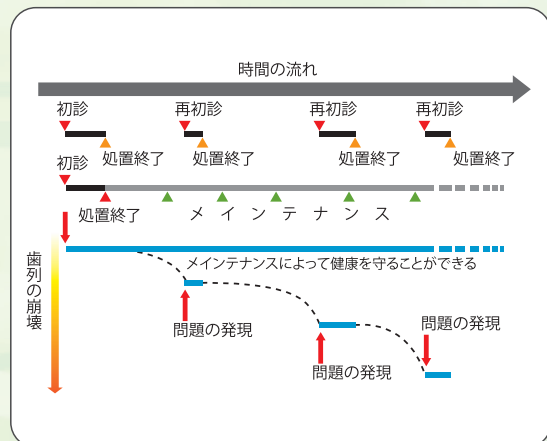 時間の流れ
初診 再初診 再初診 再初診
処置終了 処置終了 処置終了 処置終了
初診
処置終了 メインテナンス
メインテナンスによって健康を守ることができる
歯列の崩壊
問題の発現
問題の発現
問題の発現